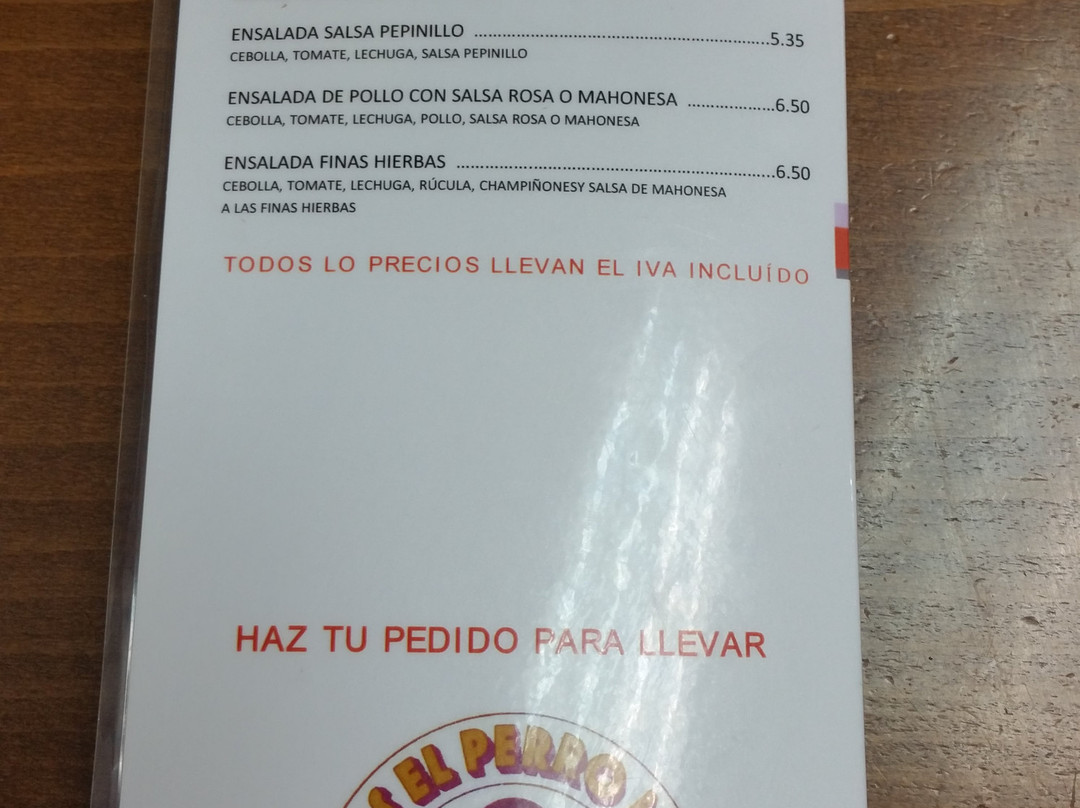 ENSALADA SALSA PEPINILLO ........................................................................5.35
CEBOLLA, TOMATE, LECHUGA, SALSA PEPINILLO
ENSALADA DE POLLO CON SALSA ROSA O MAHONESA .....................6.50
CEBOLLA, TOMATE, LECHUGA, POLLO, SALSA ROSA O MAHONESA
ENSALADA FINAS HIERBAS ...........................................................................6.50
CEBOLLA, TOMATE, LECHUGA, RÚCULA, CHAMPIÑONESY SALSA DE MAHONESA
A LAS FINAS HIERBAS
TODOS LO PRECIOS LLEVAN EL IVA INCLUÍDO
HAZ TU PEDIDO PARA LLEVAR
EL PERRO